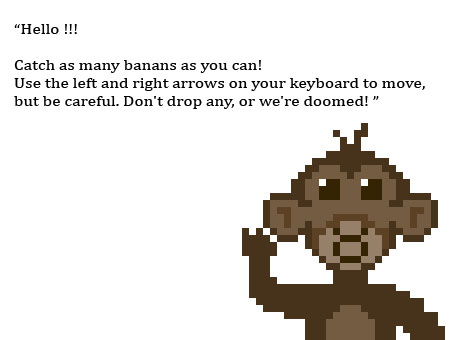 “Hello !!!
Catch as many banans as you can!
Use the left and right arrows on your keyboard to move,
but be careful. Don't drop any, or we're doomed! ”